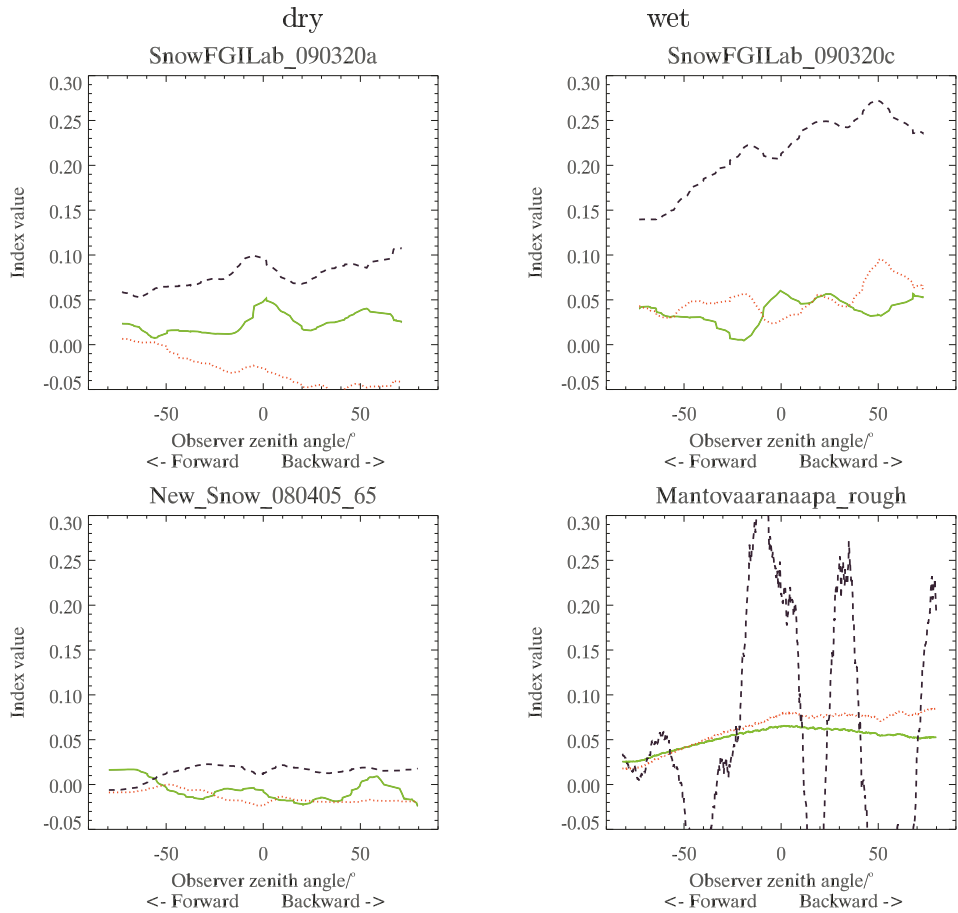 dry wet
SnowFGILab_090320a
0.30
0.25
0.20
0.15
0.10
0.05
0.00
-0.05
Index value
-50 0 50
Observer zenith angle/°
<- Forward Backward ->
SnowFGILab_090320c
0.30
0.25
0.20
0.15
0.10
0.05
0.00
-0.05
Index value
-50 0 50
Observer zenith angle/°
<- Forward Backward ->
New_Snow_080405_65
0.30
0.25
0.20
0.15
0.10
0.05
0.00
-0.05
Index value
-50 0 50
Observer zenith angle/°
<- Forward Backward ->
Mantovaaranaapa_rough
0.30
0.25
0.20
0.15
0.10
0.05
0.00
-0.05
Index value
-50 0 50
Observer zenith angle/°
<- Forward Backward ->